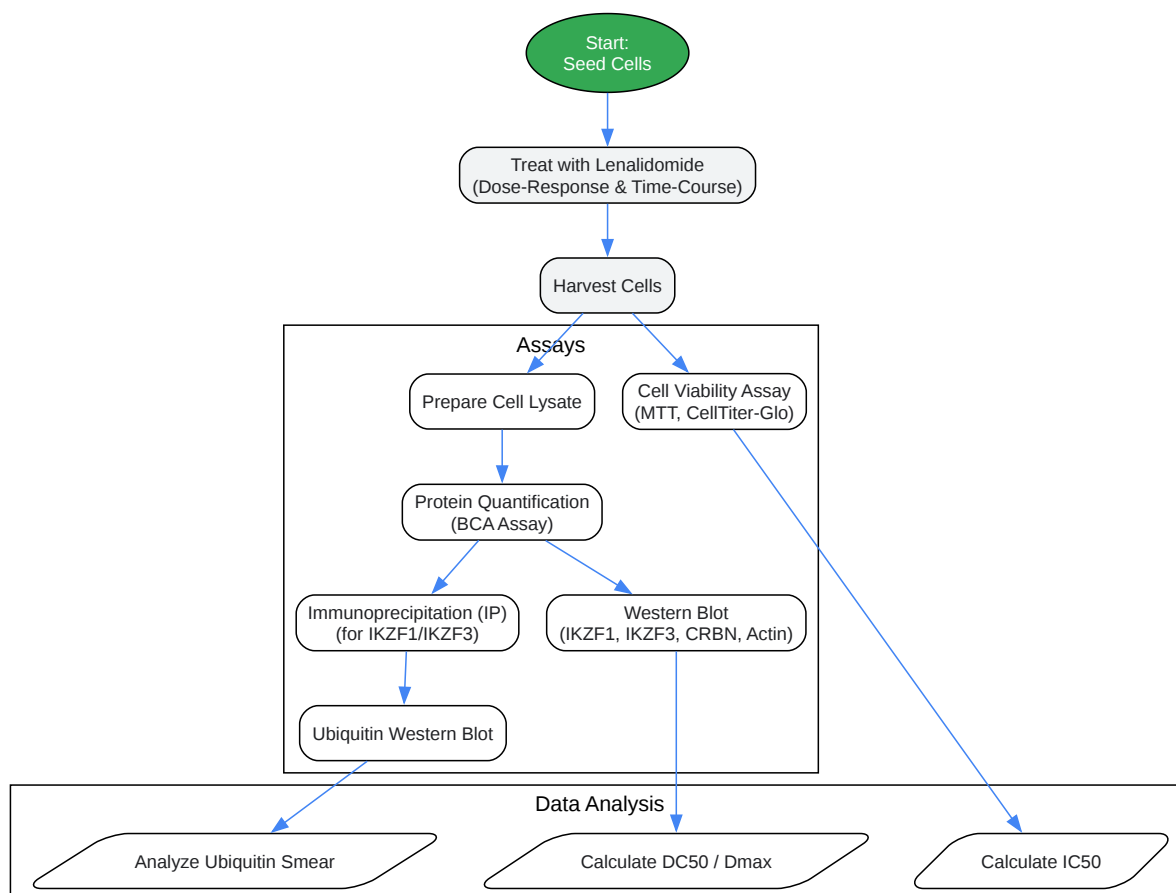 Start:
Seed Cells
Treat with Lenalidomide
(Dose-Response & Time-Course)
Harvest Cells
Assays
Prepare Cell Lysate
Cell Viability Assay
(MTT, CellTiter-Glo)
Protein Quantification
(BCA Assay)
Immunoprecipitation (IP)
(for IKZF1/IKZF3)
Western Blot
(IKZF1, IKZF3, CRBN, Actin)
Ubiquitin Western Blot
Data Analysis
Analyze Ubiquitin Smear
Calculate DC50 / Dmax
Calculate IC50